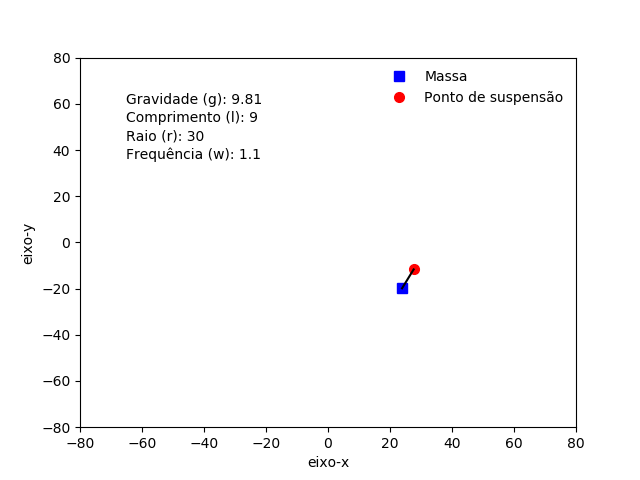 Massa
Ponto de suspensão
Gravidade (g): 9.81
Comprimento (l): 9
Raio (r): 30
Frequência (w): 1.1
80
60
40
20
0
−20
−40
−60
−80
eixo-y
−80 −60 −40 −20 0 20 40 60 80
eixo-x